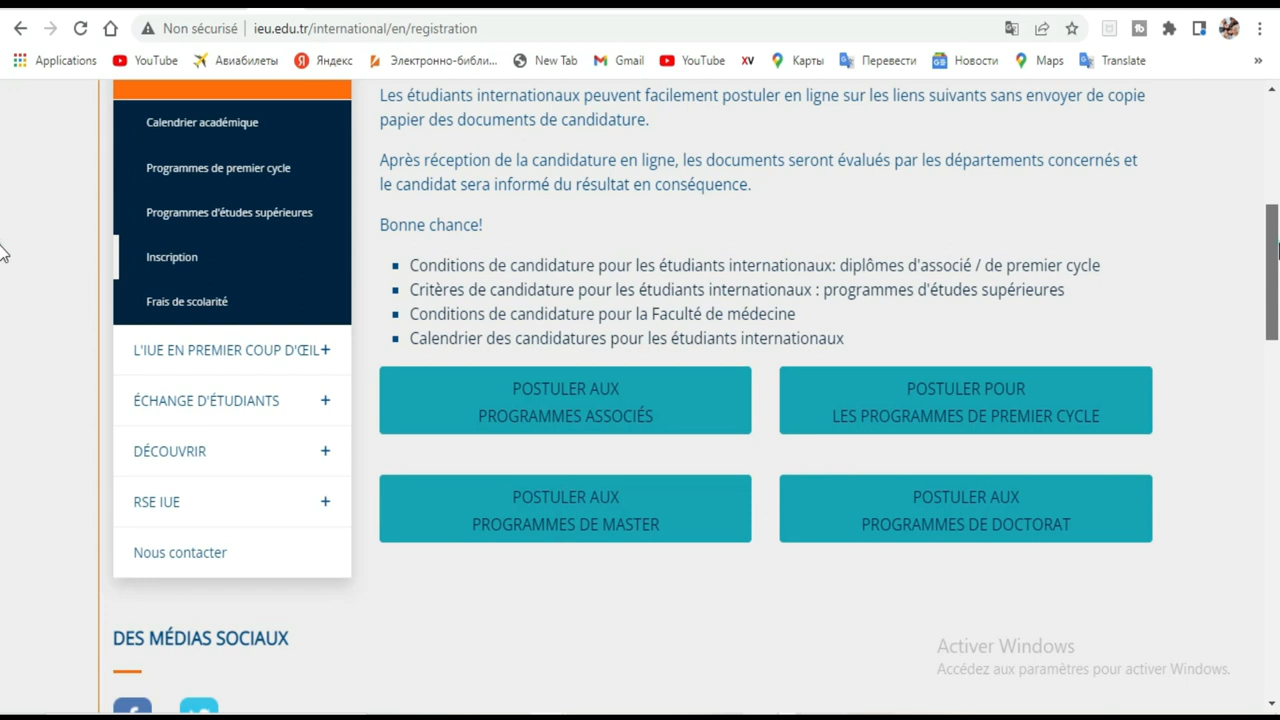 Non sécurisé
ieu.edu.tr/international/en/registration
Applications
YouTube
Авиабилеты
Яндекс
Электронно-библи...
New Tab
Gmail
YouTube
XV
Карты
Перевести
Новости
Maps
Translate
»
Calendrier académique
Programmes de premier cycle
Programmes d'études supérieures
Inscription
Frais de scolarité
L'IUE EN PREMIER COUP D'ŒIL+
ÉCHANGE D'ÉTUDIANTS +
DÉCOUVRIR +
RSE IUE +
Nous contacter
DES MÉDIAS SOCIAUX
Les étudiants internationaux peuvent facilement postuler en ligne sur les liens suivants sans envoyer de copie
papier des documents de candidature.
Après réception de la candidature en ligne, les documents seront évalués par les départements concernés et
le candidat sera informé du résultat en conséquence.
Bonne chance!
Conditions de candidature pour les étudiants internationaux: diplômes d'associé / de premier cycle
Critères de candidature pour les étudiants internationaux : programmes d'études supérieures
Conditions de candidature pour la Faculté de médecine
Calendrier des candidatures pour les étudiants internationaux
POSTULER AUX
PROGRAMMES ASSOCIÉS
POSTULER POUR
LES PROGRAMMES DE PREMIER CYCLE
POSTULER AUX
PROGRAMMES DE MASTER
POSTULER AUX
PROGRAMMES DE DOCTORAT
Activer Windows
Accédez aux paramètres pour activer Windows.